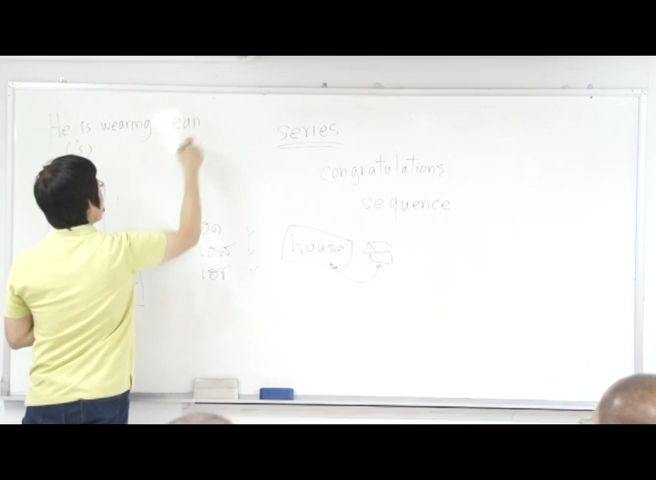 He is wearing jean
('s)
series
congratulations
sequence
house